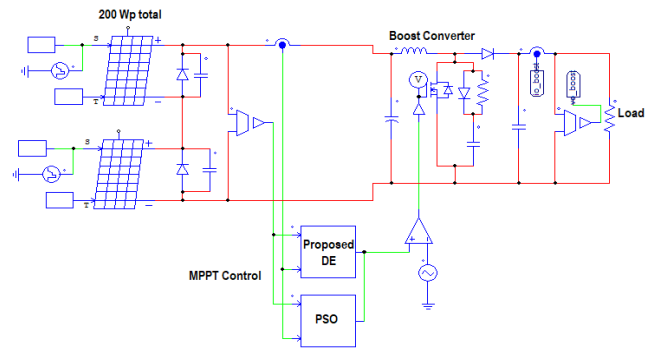 200 Wp total
Boost Converter
S
+
T
−
V
io_boost
vo_boost
Load
S
+
T
−
MPPT Control
Proposed
DE
PSO
+
−